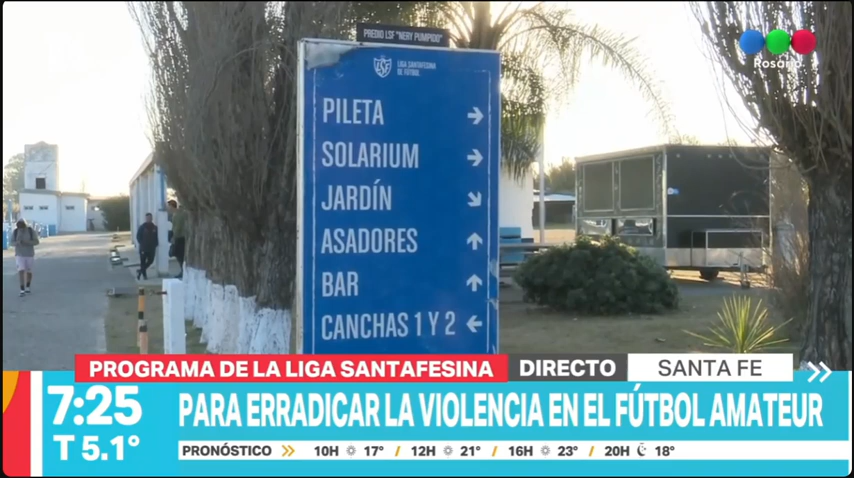 PREDIO LSF "NERY PUMPIDO"
LSF
LIGA SANTAFESINA
DE FÚTBOL
PILETA
SOLARIUM
JARDÍN
ASADORES
BAR
CANCHAS 1 Y 2
Rosario
PROGRAMA DE LA LIGA SANTAFESINA DIRECTO SANTA FE
7:25 PARA ERRADICAR LA VIOLENCIA EN EL FÚTBOL AMATEUR
T 5.1°
PRONÓSTICO 10H 17° / 12H 21° / 16H 23° / 20H 18°